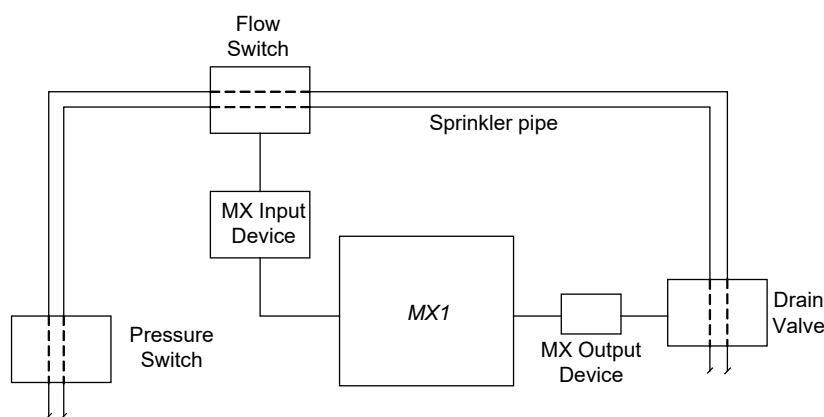 Flow
Switch
Sprinkler pipe
MX Input
Device
MX1
Pressure
Switch
MX Output
Device
Drain
Valve